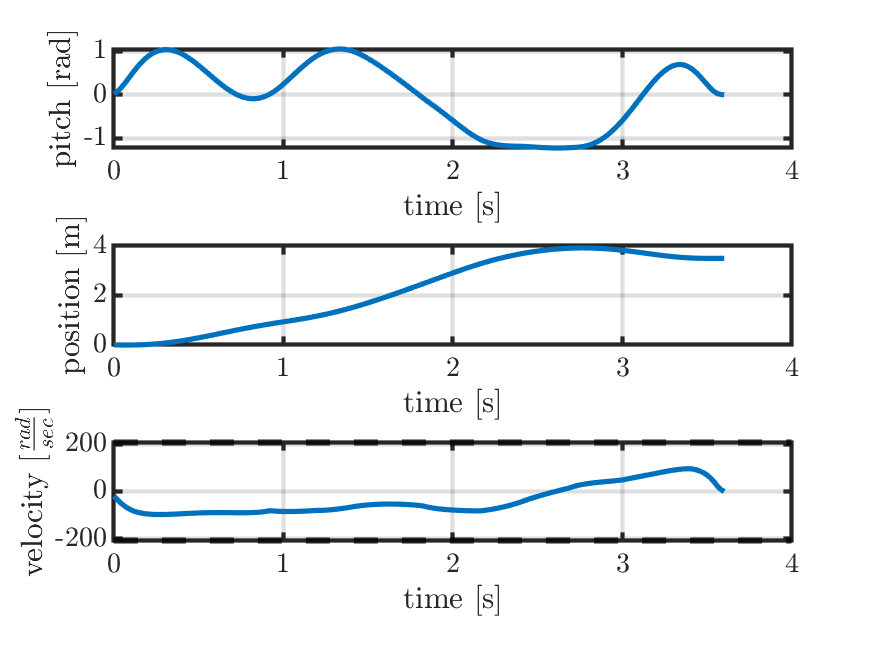 pitch [rad]
1
0
-1
0 1 2 3 4
time [s]
position [m]
4
2
0
0 1 2 3 4
time [s]
velocity [rad/sec]
200
0
-200
0 1 2 3 4
time [s]